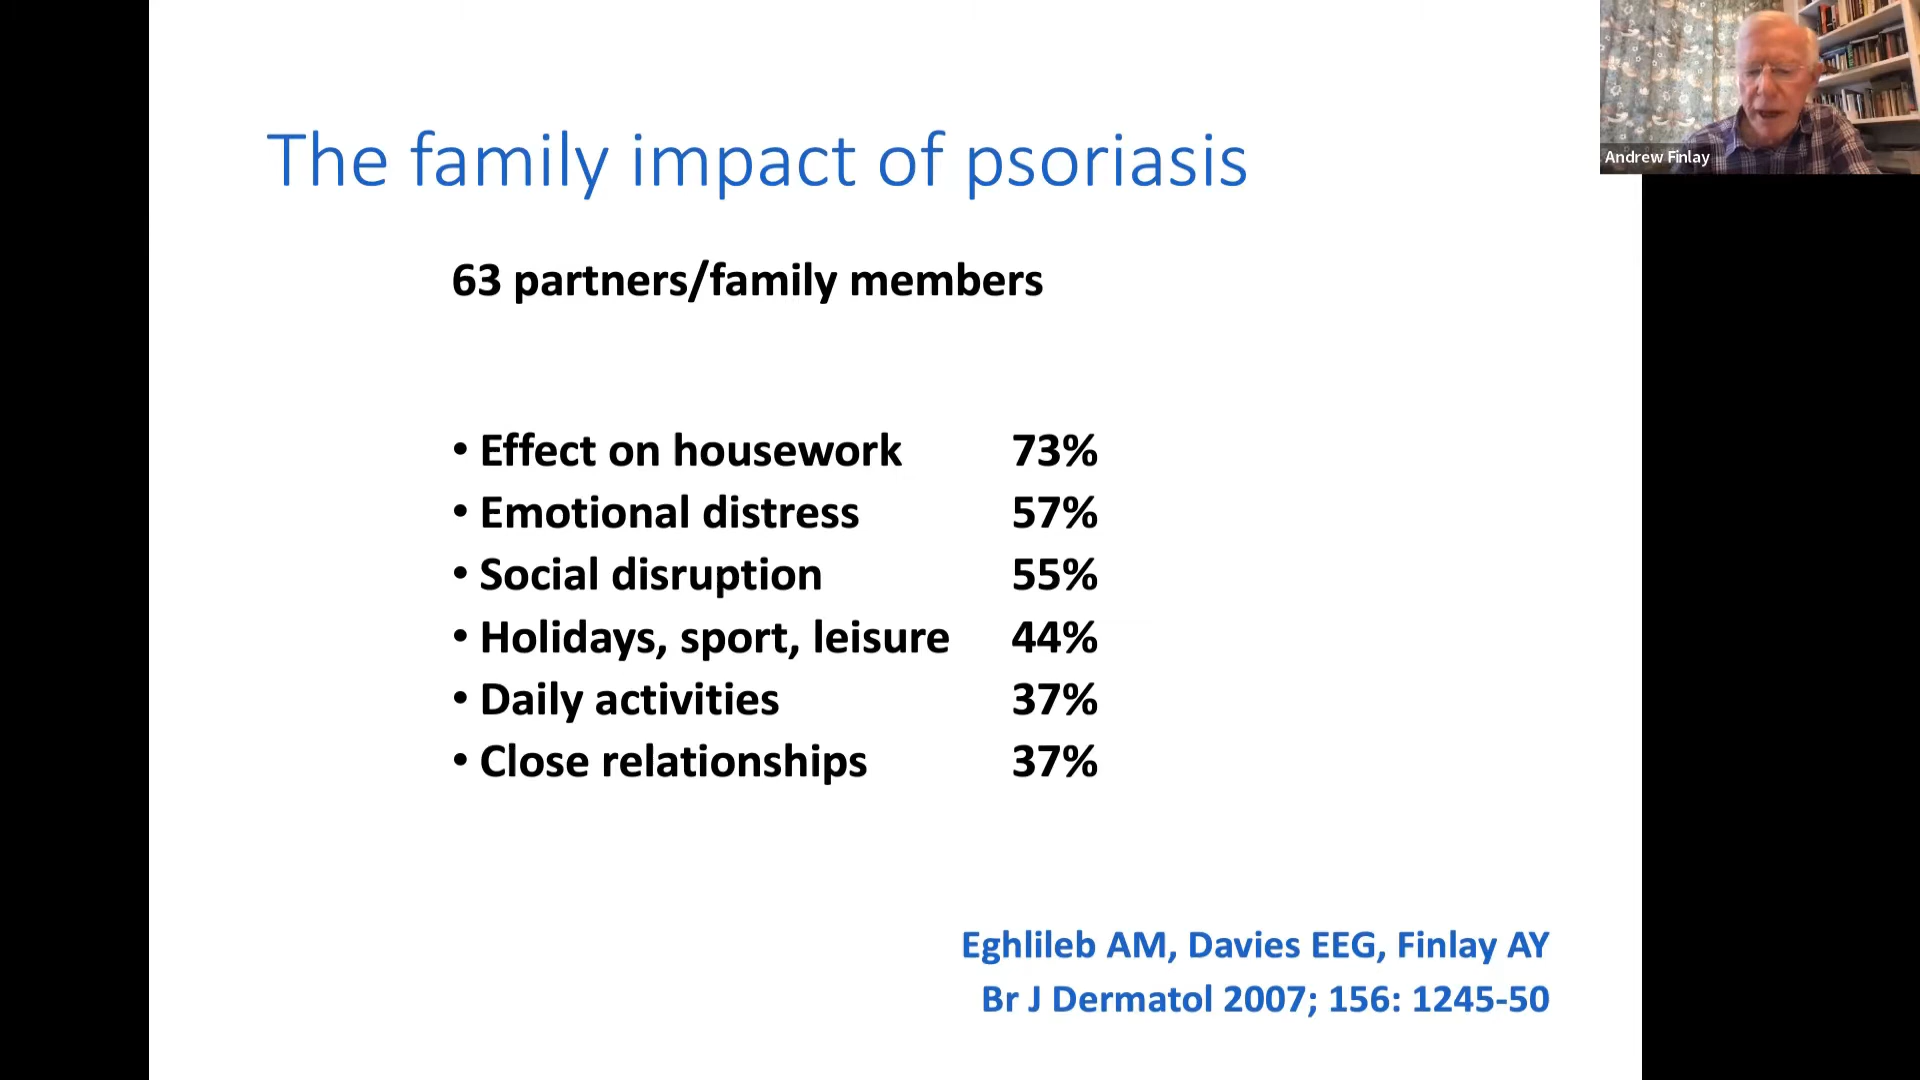 The family impact of psoriasis
63 partners/family members
• Effect on housework 73%
• Emotional distress 57%
• Social disruption 55%
• Holidays, sport, leisure 44%
• Daily activities 37%
• Close relationships 37%
Eghlileb AM, Davies EEG, Finlay AY
Br J Dermatol 2007; 156: 1245-50
Andrew Finlay